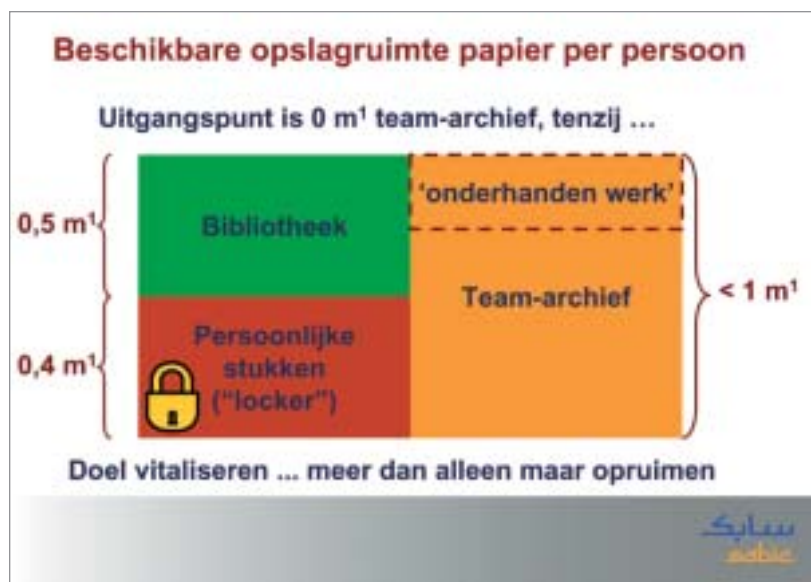 Beschikbare opslagruimte papier per persoon
Uitgangspunt is 0 m¹ team-archief, tenzij …
0,5 m¹
Bibliotheek
'onderhanden werk'
Team-archief
< 1 m¹
0,4 m¹
Persoonlijke
stukken
("locker")
Doel vitaliseren ... meer dan alleen maar opruimen
سابك
sabic